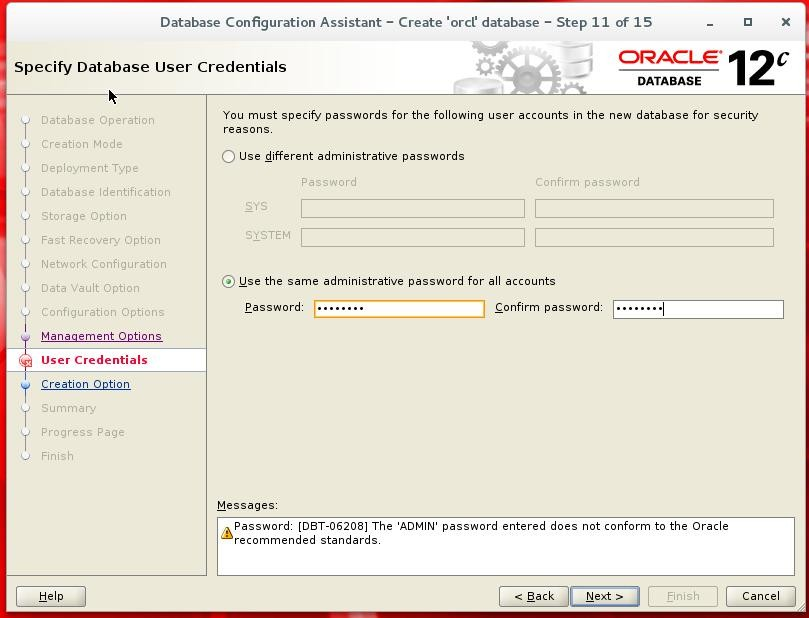 Database Configuration Assistant – Create 'orcl' database – Step 11 of 15
Specify Database User Credentials
ORACLE
DATABASE
12c
Database Operation
Creation Mode
Deployment Type
Database Identification
Storage Option
Fast Recovery Option
Network Configuration
Data Vault Option
Configuration Options
Management Options
User Credentials
Creation Option
Summary
Progress Page
Finish
You must specify passwords for the following user accounts in the new database for security
reasons.
Use different administrative passwords
Password Confirm password
SYS
SYSTEM
Use the same administrative password for all accounts
Password: •••••••• Confirm password: ••••••••
Messages:
Password: [DBT-06208] The 'ADMIN' password entered does not conform to the Oracle
recommended standards.
Help < Back Next > Finish Cancel